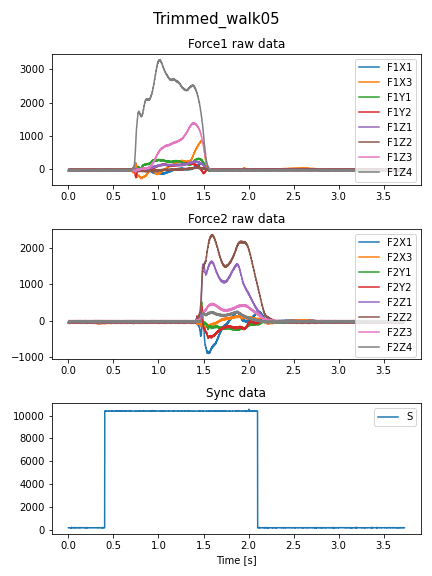 Trimmed_walk05
Force1 raw data
3000
2000
1000
0
F1X1
F1X3
F1Y1
F1Y2
F1Z1
F1Z2
F1Z3
F1Z4
0.0 0.5 1.0 1.5 2.0 2.5 3.0 3.5
Force2 raw data
2000
1000
0
−1000
F2X1
F2X3
F2Y1
F2Y2
F2Z1
F2Z2
F2Z3
F2Z4
0.0 0.5 1.0 1.5 2.0 2.5 3.0 3.5
Sync data
10000
8000
6000
4000
2000
0
S
0.0 0.5 1.0 1.5 2.0 2.5 3.0 3.5
Time [s]